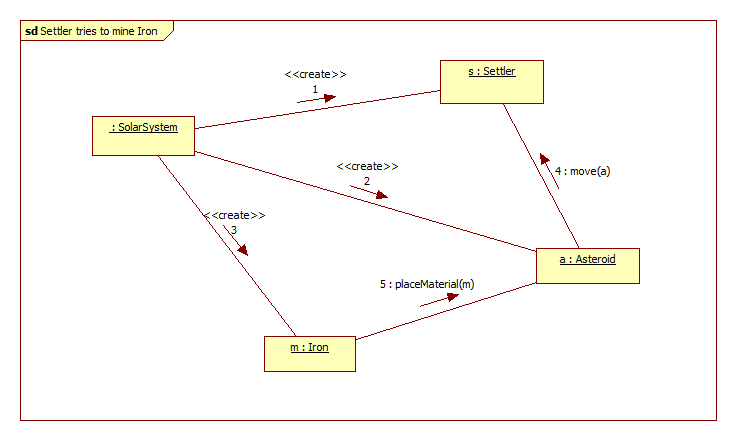 sd Settler tries to mine Iron
<<create>>
1
s : Settler
: SolarSystem
<<create>>
2
4 : move(a)
<<create>>
3
a : Asteroid
5 : placeMaterial(m)
m : Iron